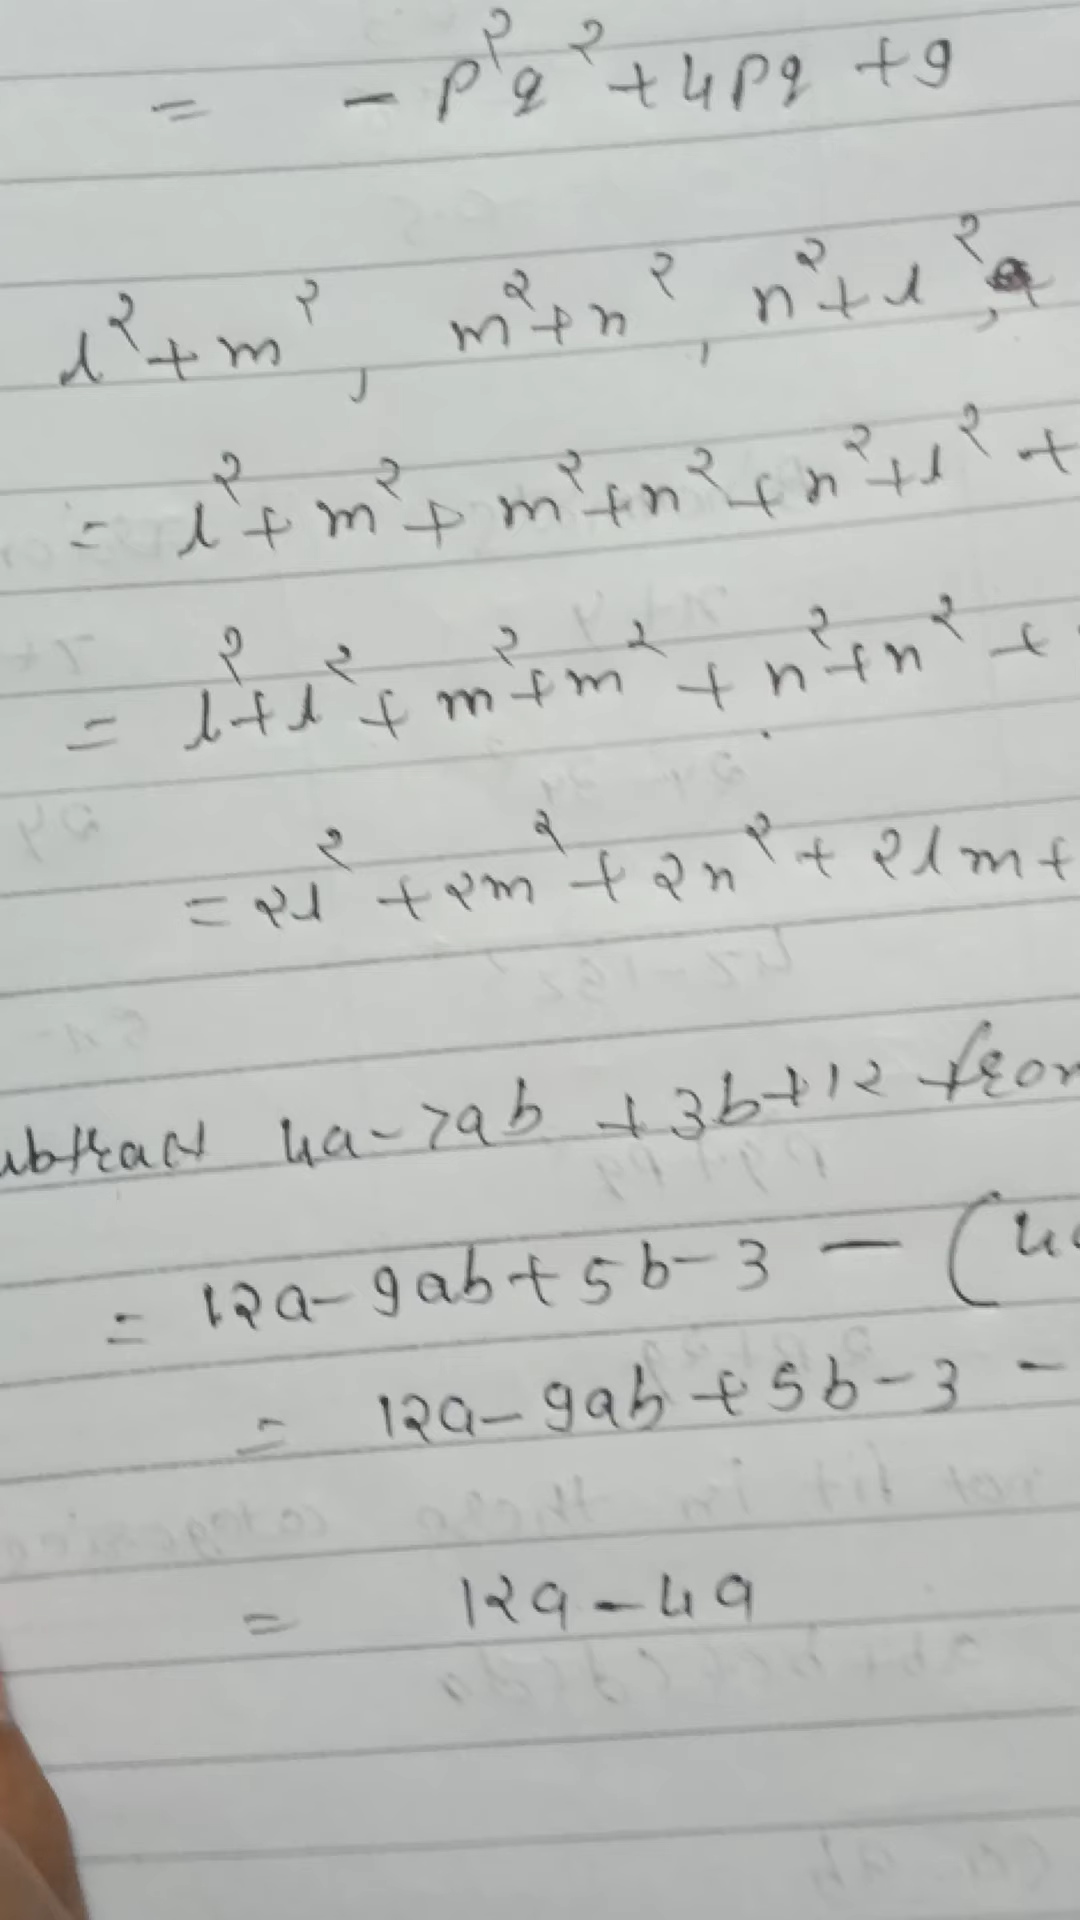 = - p²q² + 4pq + 9
l² + m², m² + n², n² + l²,
= l² + m² + m² + n² + n² + l² +
= l² + l² + m² + m² + n² + n² +
= 2l² + 2m² + 2n² + 2lm +
ubtract 4a - 7ab + 3b + 12 from
= 12a - 9ab + 5b - 3 - (4a
= 12a - 9ab + 5b - 3 -
= 12a - 4a